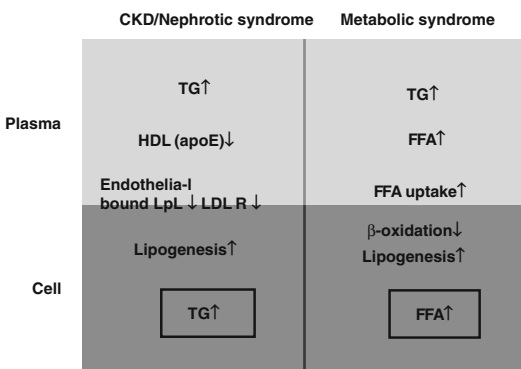 CKD/Nephrotic syndrome Metabolic syndrome
Plasma
TG↑
HDL (apoE)↓
Endothelia-l
bound LpL ↓ LDL R ↓
TG↑
FFA↑
FFA uptake↑
Cell
Lipogenesis↑
TG↑
β-oxidation↓
Lipogenesis↑
FFA↑